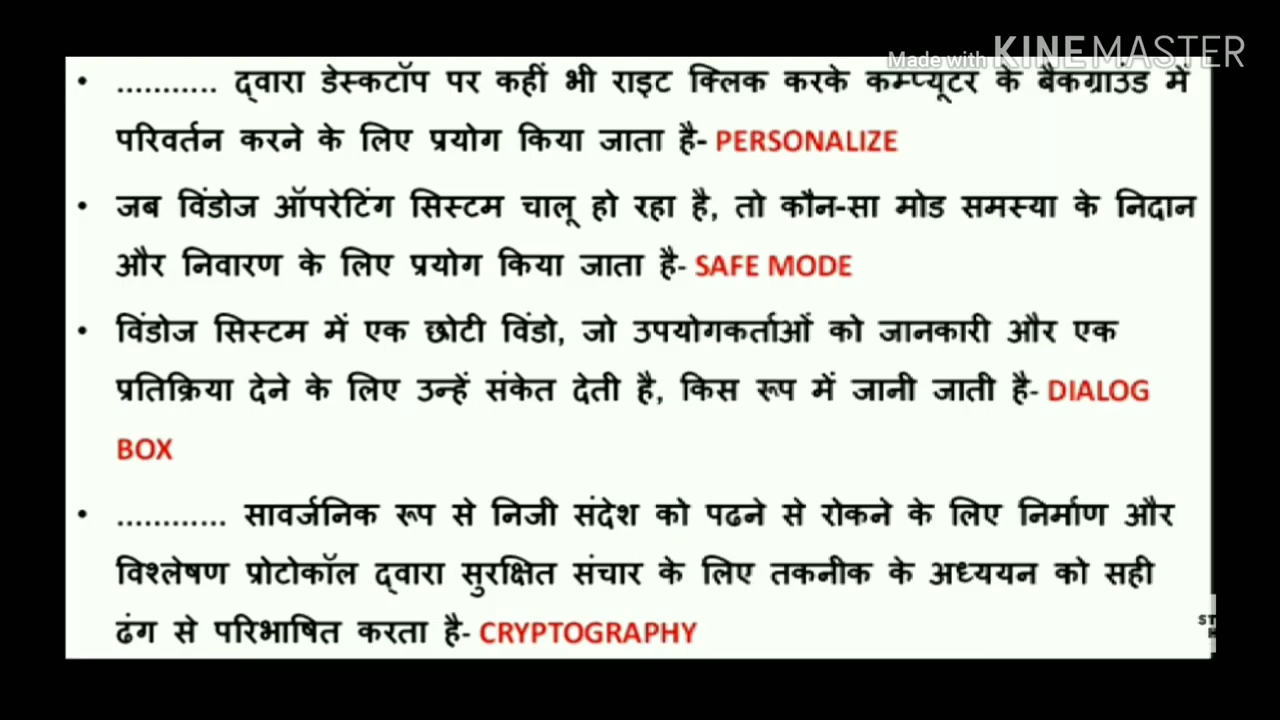 Made with KINEMASTER
• ........... द्वारा डेस्कटॉप पर कहीं भी राइट क्लिक करके कम्प्यूटर के बैकग्राउंड में
परिवर्तन करने के लिए प्रयोग किया जाता है- PERSONALIZE
• जब विंडोज ऑपरेटिंग सिस्टम चालू हो रहा है, तो कौन-सा मोड समस्या के निदान
और निवारण के लिए प्रयोग किया जाता है- SAFE MODE
• विंडोज सिस्टम में एक छोटी विंडो, जो उपयोगकर्ताओं को जानकारी और एक
प्रतिक्रिया देने के लिए उन्हें संकेत देती है, किस रूप में जानी जाती है- DIALOG
BOX
• ............ सावर्जनिक रूप से निजी संदेश को पढने से रोकने के लिए निर्माण और
विश्लेषण प्रोटोकॉल द्वारा सुरक्षित संचार के लिए तकनीक के अध्ययन को सही
ढंग से परिभाषित करता है- CRYPTOGRAPHY